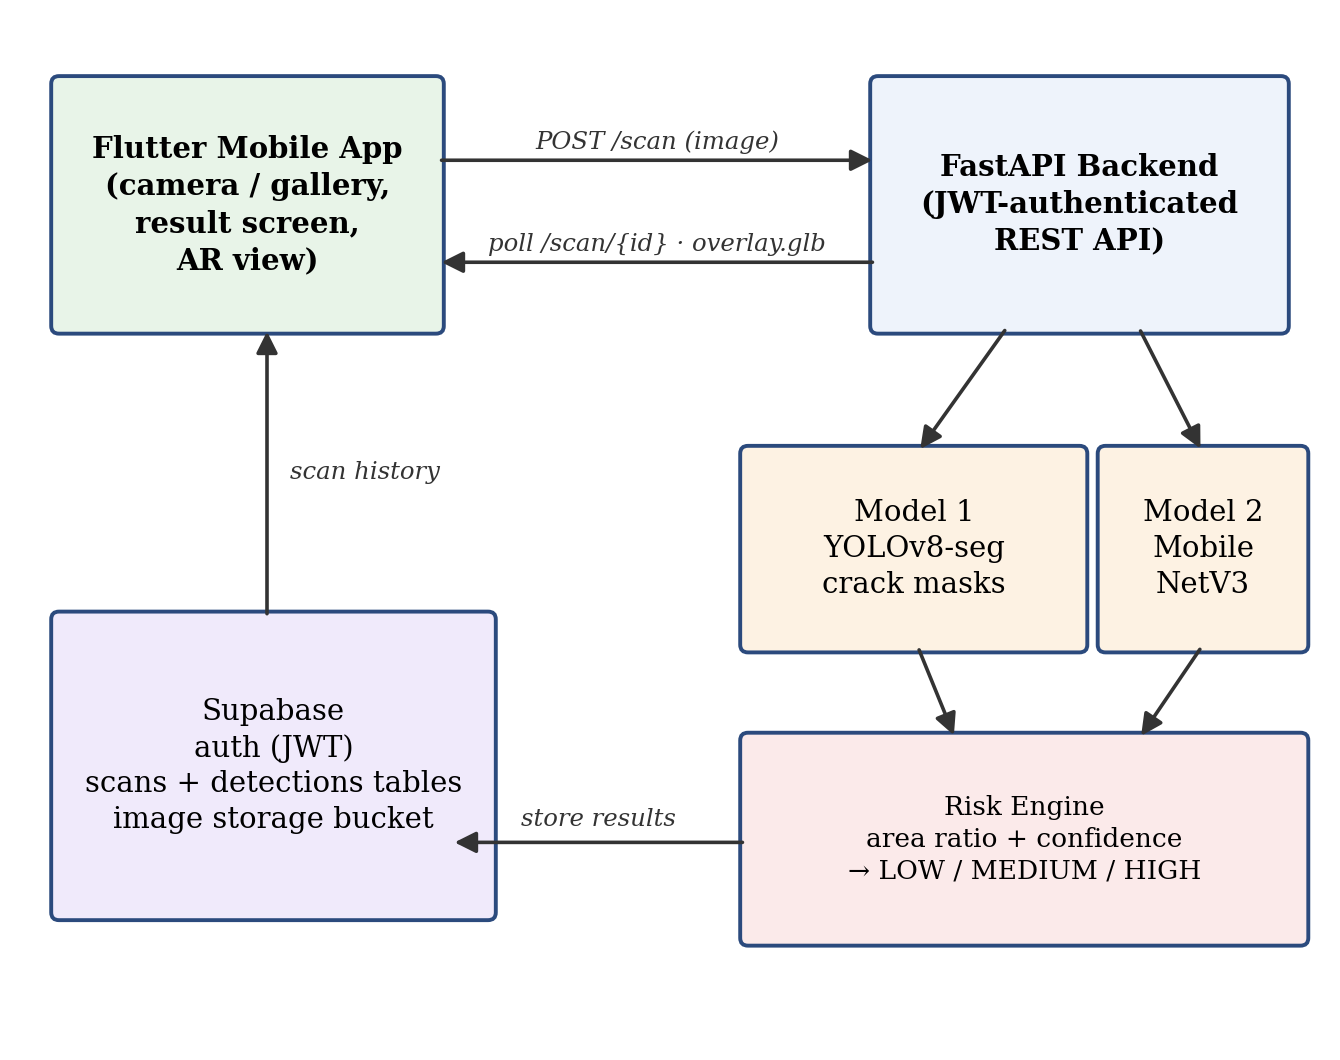 Flutter Mobile App
(camera / gallery,
result screen,
AR view)
POST /scan (image)
poll /scan/{id} · overlay.glb
FastAPI Backend
(JWT-authenticated
REST API)
scan history
Model 1
YOLOv8-seg
crack masks
Model 2
Mobile
NetV3
Supabase
auth (JWT)
scans + detections tables
image storage bucket
store results
Risk Engine
area ratio + confidence
→ LOW / MEDIUM / HIGH